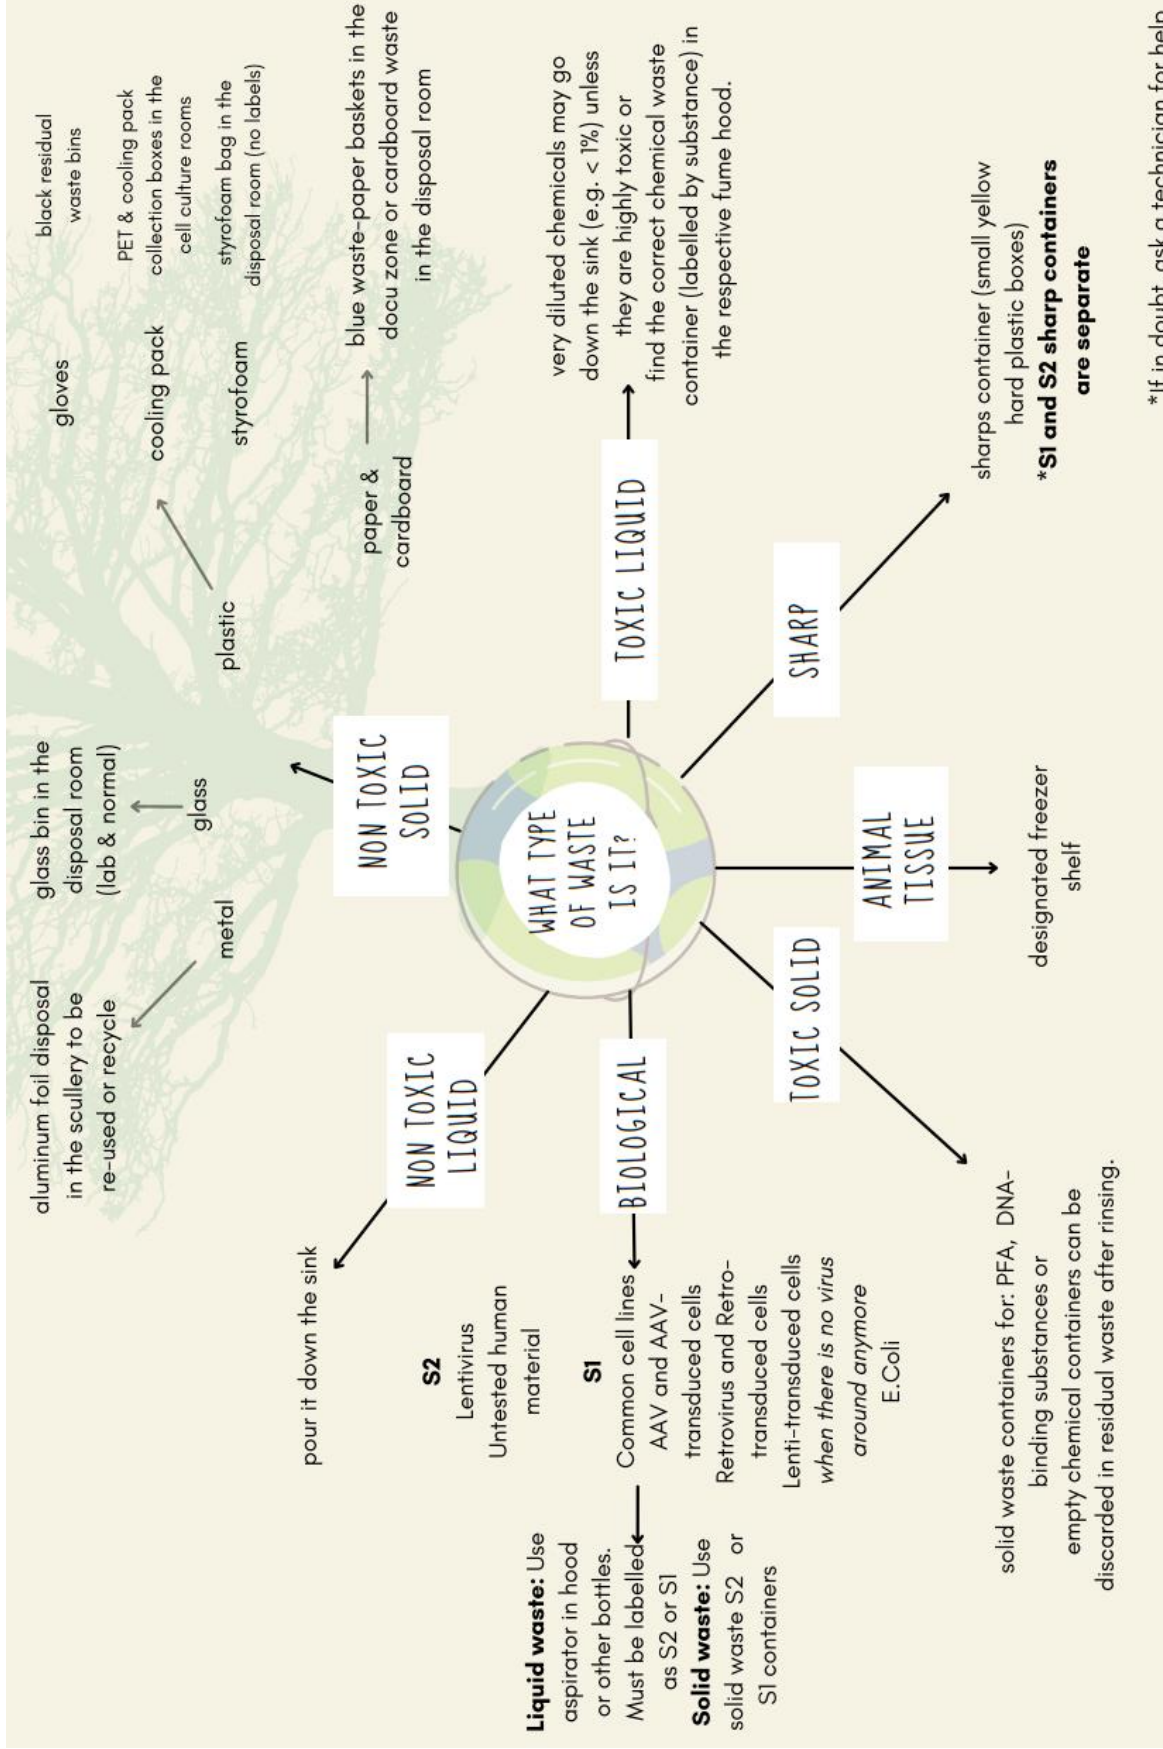 aluminum foil disposal
in the scullery to be
re-used or recycle
glass bin in the
disposal room
(lab & normal)
black residual
waste bins
metal
glass
gloves
PET & cooling pack
collection boxes in the
cell culture rooms
plastic
cooling pack
styrofoam
styrofoam bag in the
disposal room (no labels)
pour it down the sink
NON TOXIC
SOLID
paper &
cardboard
blue waste-paper baskets in the
docu zone or cardboard waste
in the disposal room
NON TOXIC
LIQUID
S2
Lentivirus
Untested human
material
WHAT TYPE
OF WASTE
IS IT?
Liquid waste: Use
aspirator in hood
or other bottles.
Must be labelled
as S2 or S1
Solid waste: Use
solid waste S2 or
S1 containers
S1
Common cell lines
AAV and AAV-
transduced cells
Retrovirus and Retro-
transduced cells
Lenti-transduced cells
when there is no virus
around anymore
E.Coli
BIOLOGICAL
TOXIC LIQUID
very diluted chemicals may go
down the sink (e.g. < 1%) unless
they are highly toxic or
find the correct chemical waste
container (labelled by substance) in
the respective fume hood.
TOXIC SOLID
ANIMAL
TISSUE
SHARP
solid waste containers for: PFA, DNA-
binding substances or
empty chemical containers can be
discarded in residual waste after rinsing.
designated freezer
shelf
sharps container (small yellow
hard plastic boxes)
*S1 and S2 sharp containers
are separate
*If in doubt, ask a technician for help